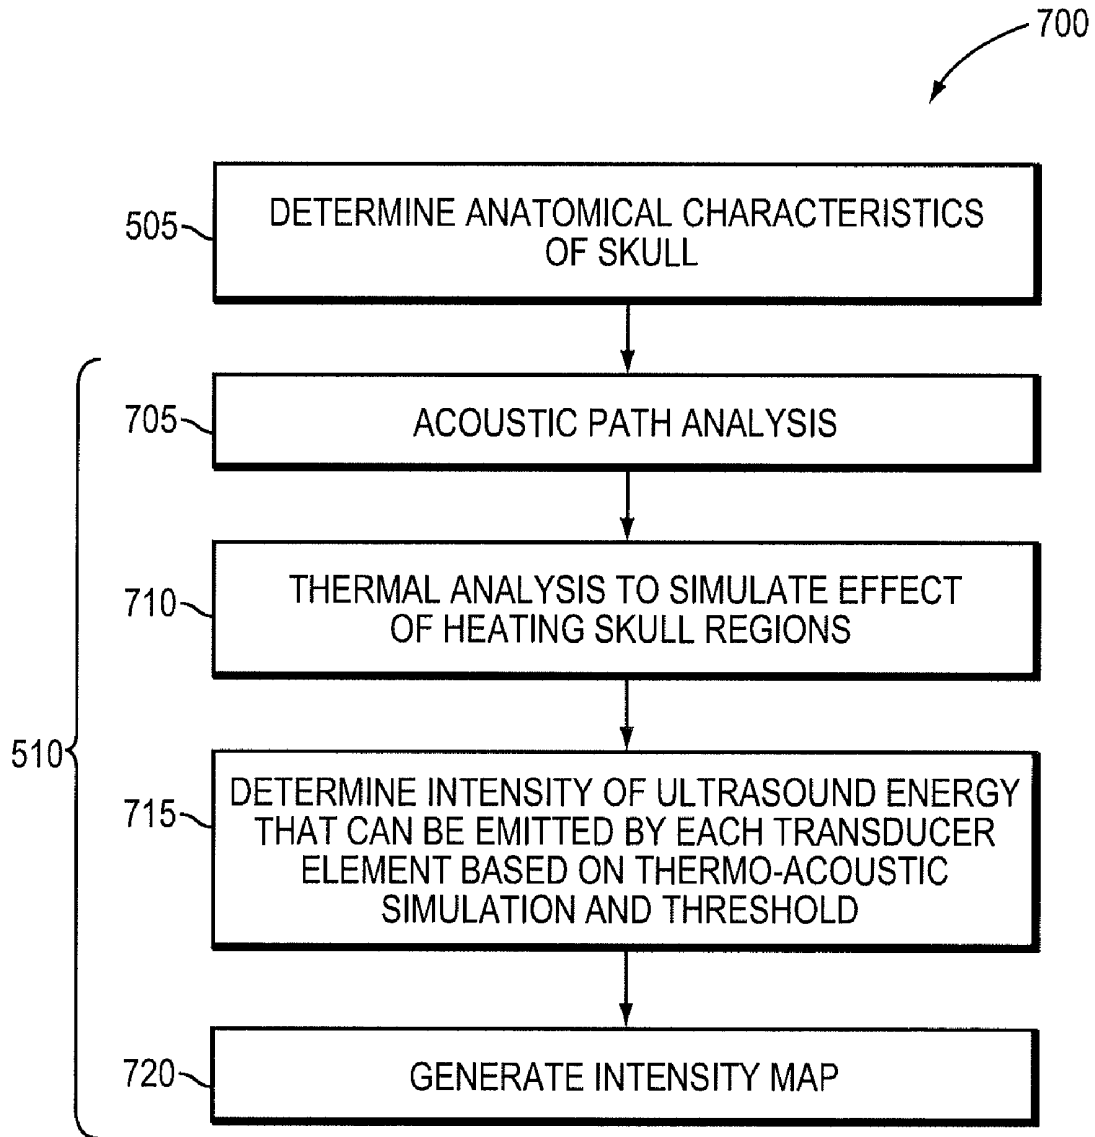 700
505
DETERMINE ANATOMICAL CHARACTERISTICS
OF SKULL
705
ACOUSTIC PATH ANALYSIS
710
THERMAL ANALYSIS TO SIMULATE EFFECT
OF HEATING SKULL REGIONS
510
715
DETERMINE INTENSITY OF ULTRASOUND ENERGY
THAT CAN BE EMITTED BY EACH TRANSDUCER
ELEMENT BASED ON THERMO-ACOUSTIC
SIMULATION AND THRESHOLD
720
GENERATE INTENSITY MAP